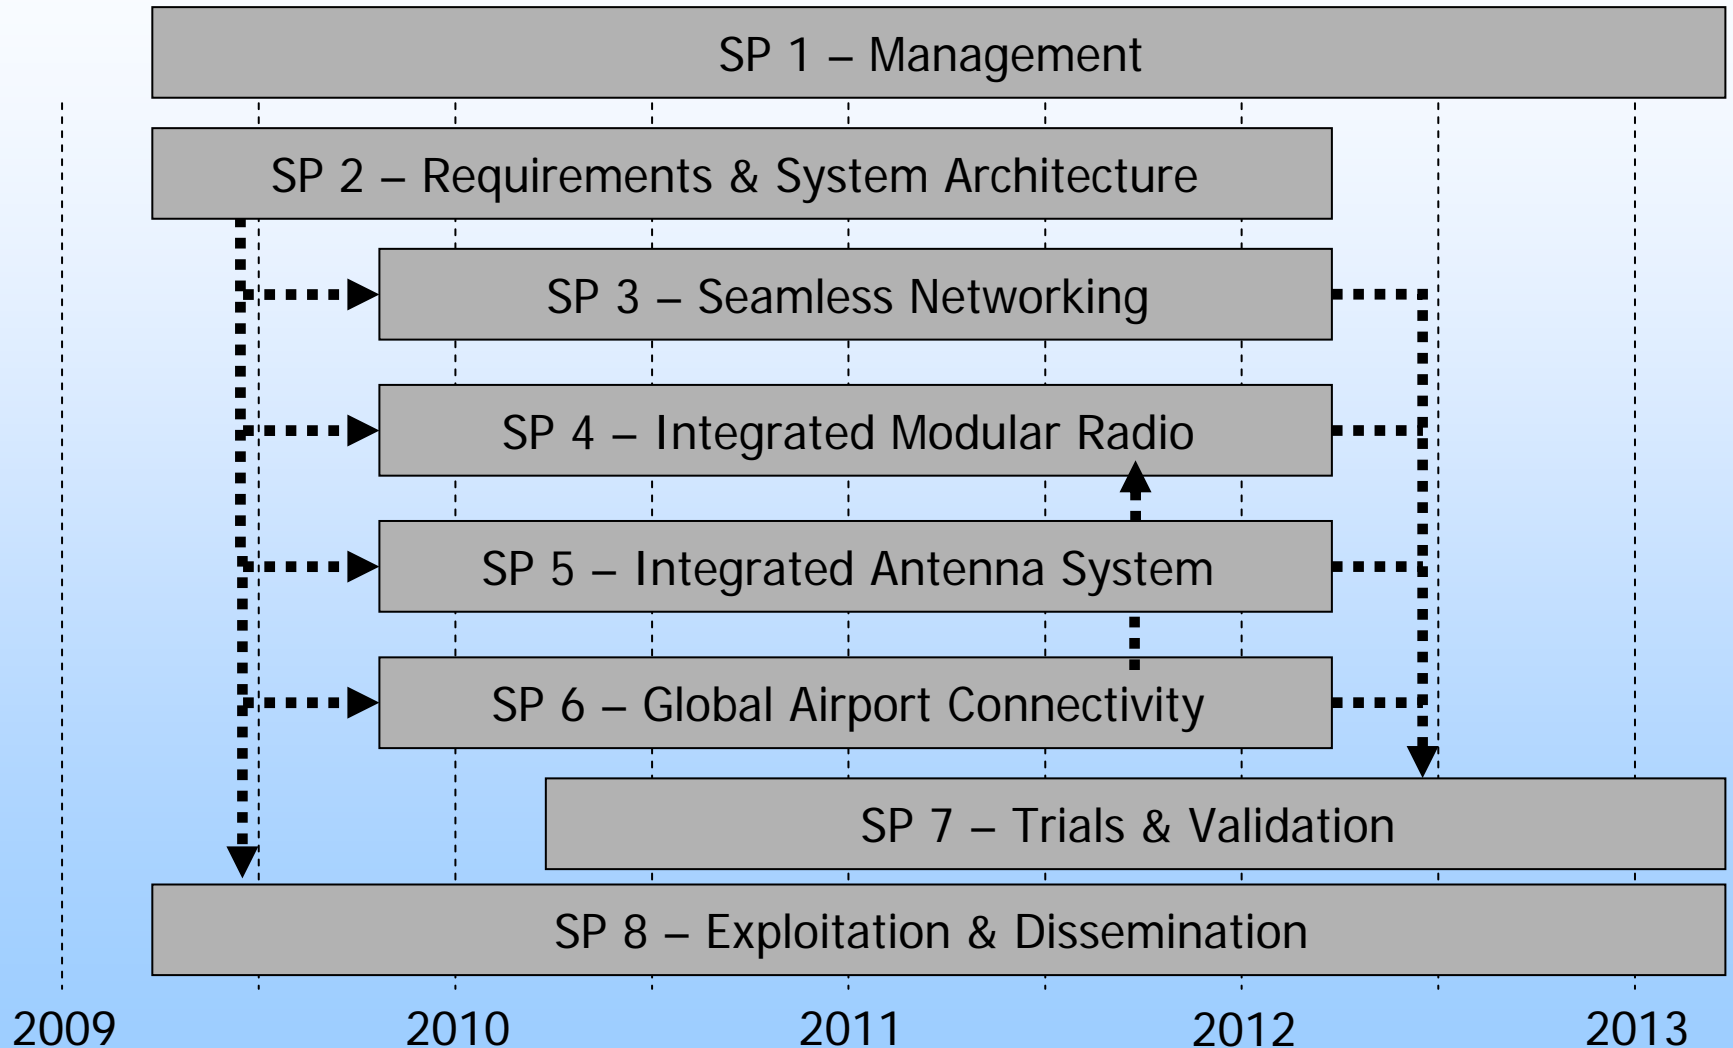 SP 1 – Management
SP 2 – Requirements & System Architecture
SP 3 – Seamless Networking
SP 4 – Integrated Modular Radio
SP 5 – Integrated Antenna System
SP 6 – Global Airport Connectivity
SP 7 – Trials & Validation
SP 8 – Exploitation & Dissemination
2009 2010 2011 2012 2013